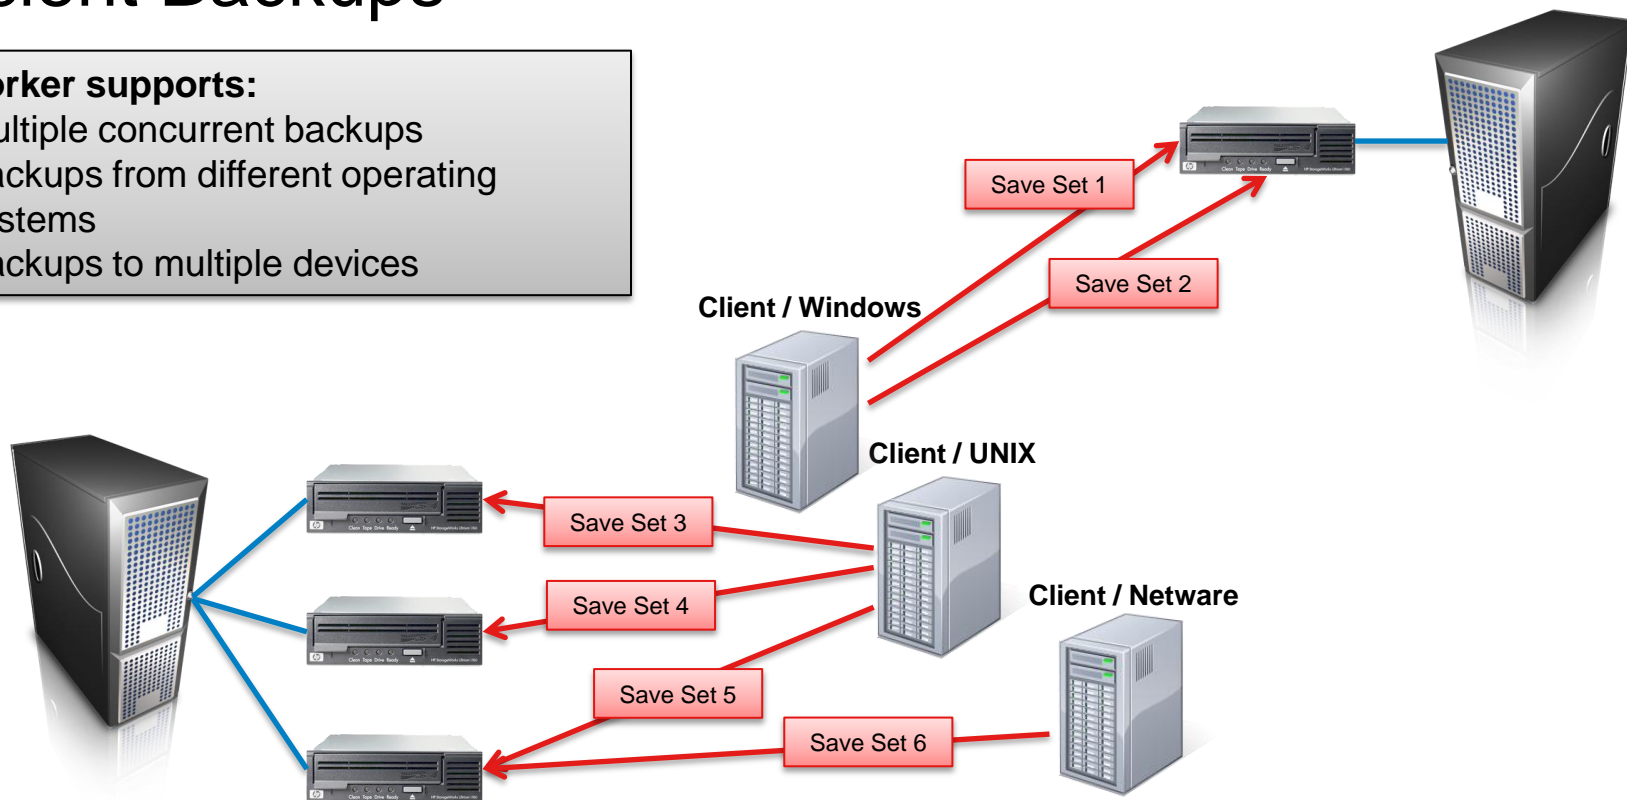 lient Backups
orker supports:
ultiple concurrent backups
ackups from different operating
stems
ackups to multiple devices
Save Set 1
Save Set 2
Client / Windows
Client / UNIX
Save Set 3
Client / Netware
Save Set 4
Save Set 5
Save Set 6